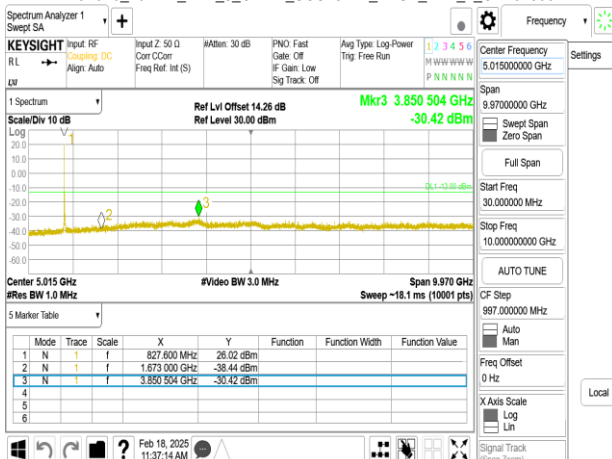 Spectrum Analyzer 1
Swept SA
Frequency
KEYSIGHT
RL
Input: RF
Coupling: DC
Align: Auto
Input Z: 50 Ω
Corr CCorr
Freq Ref: Int (S)
#Atten: 30 dB
PNO: Fast
Gate: Off
IF Gain: Low
Sig Track: Off
Avg Type: Log-Power
Trig: Free Run
1 2 3 4 5 6
M W W W W W
P N N N N N
1 Spectrum
Scale/Div 10 dB
Log
Ref Lvl Offset 14.26 dB
Ref Level 30.00 dBm
Mkr3 3.850 504 GHz
-30.42 dBm
20.0
10.0
0.00
-10.0
-20.0
-30.0
-40.0
-50.0
-60.0
1
2
3
DL1 -13.00 dBm
Center 5.015 GHz
#Res BW 1.0 MHz
#Video BW 3.0 MHz
Span 9.970 GHz
Sweep ~18.1 ms (10001 pts)
5 Marker Table
Mode Trace Scale X Y Function Function Width Function Value
1 N 1 f 827.600 MHz 26.02 dBm
2 N 1 f 1.673 000 GHz -38.44 dBm
3 N 1 f 3.850 504 GHz -30.42 dBm
4
5
6
Feb 18, 2025
11:37:14 AM
Center Frequency
5.015000000 GHz
Span
9.97000000 GHz
Swept Span
Zero Span
Full Span
Start Freq
30.000000 MHz
Stop Freq
10.000000000 GHz
AUTO TUNE
CF Step
997.000000 MHz
Auto
Man
Freq Offset
0 Hz
X Axis Scale
Log
Lin
Signal Track
Settings
Local